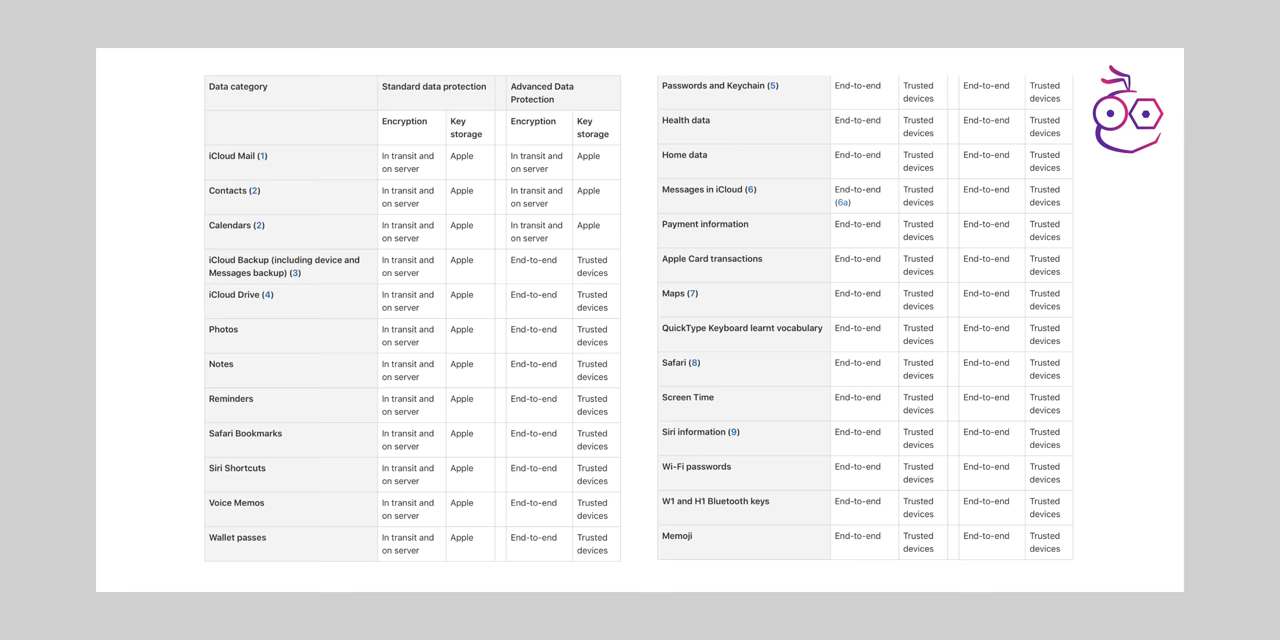 Data category Standard data protection Advanced Data
Protection
Encryption Key Encryption Key
storage storage
iCloud Mail (1) In transit and Apple In transit and Apple
on server on server
Contacts (2) In transit and Apple In transit and Apple
on server on server
Calendars (2) In transit and Apple In transit and Apple
on server on server
iCloud Backup (including device and In transit and Apple End-to-end Trusted
Messages backup) (3) on server devices
iCloud Drive (4) In transit and Apple End-to-end Trusted
on server devices
Photos In transit and Apple End-to-end Trusted
on server devices
Notes In transit and Apple End-to-end Trusted
on server devices
Reminders In transit and Apple End-to-end Trusted
on server devices
Safari Bookmarks In transit and Apple End-to-end Trusted
on server devices
Siri Shortcuts In transit and Apple End-to-end Trusted
on server devices
Voice Memos In transit and Apple End-to-end Trusted
on server devices
Wallet passes In transit and Apple End-to-end Trusted
on server devices
Passwords and Keychain (5) End-to-end Trusted End-to-end Trusted
devices devices
Health data End-to-end Trusted End-to-end Trusted
devices devices
Home data End-to-end Trusted End-to-end Trusted
devices devices
Messages in iCloud (6) End-to-end Trusted End-to-end Trusted
(6a) devices devices
Payment information End-to-end Trusted End-to-end Trusted
devices devices
Apple Card transactions End-to-end Trusted End-to-end Trusted
devices devices
Maps (7) End-to-end Trusted End-to-end Trusted
devices devices
QuickType Keyboard learnt vocabulary End-to-end Trusted End-to-end Trusted
devices devices
Safari (8) End-to-end Trusted End-to-end Trusted
devices devices
Screen Time End-to-end Trusted End-to-end Trusted
devices devices
Siri information (9) End-to-end Trusted End-to-end Trusted
devices devices
Wi-Fi passwords End-to-end Trusted End-to-end Trusted
devices devices
W1 and H1 Bluetooth keys End-to-end Trusted End-to-end Trusted
devices devices
Memoji End-to-end Trusted End-to-end Trusted
devices devices